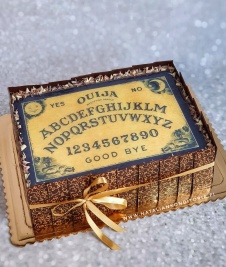 OUIJA
YES NO
ABCDEFGHIJKLM
NOPQRSTUVWXYZ
1234567890
GOOD BYE